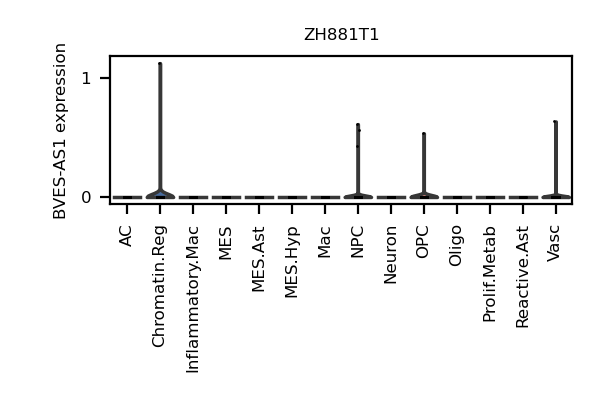 ZH881T1
BVES-AS1 expression
1
0
AC
Chromatin.Reg
Inflammatory.Mac
MES
MES.Ast
MES.Hyp
Mac
NPC
Neuron
OPC
Oligo
Prolif.Metab
Reactive.Ast
Vasc